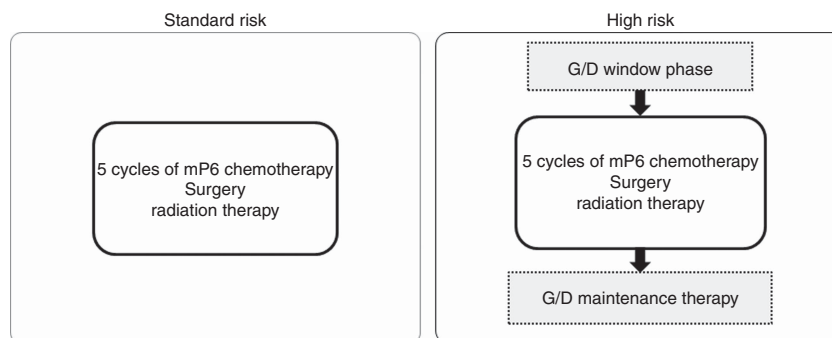 Standard risk
5 cycles of mP6 chemotherapy
Surgery
radiation therapy
High risk
G/D window phase
5 cycles of mP6 chemotherapy
Surgery
radiation therapy
G/D maintenance therapy